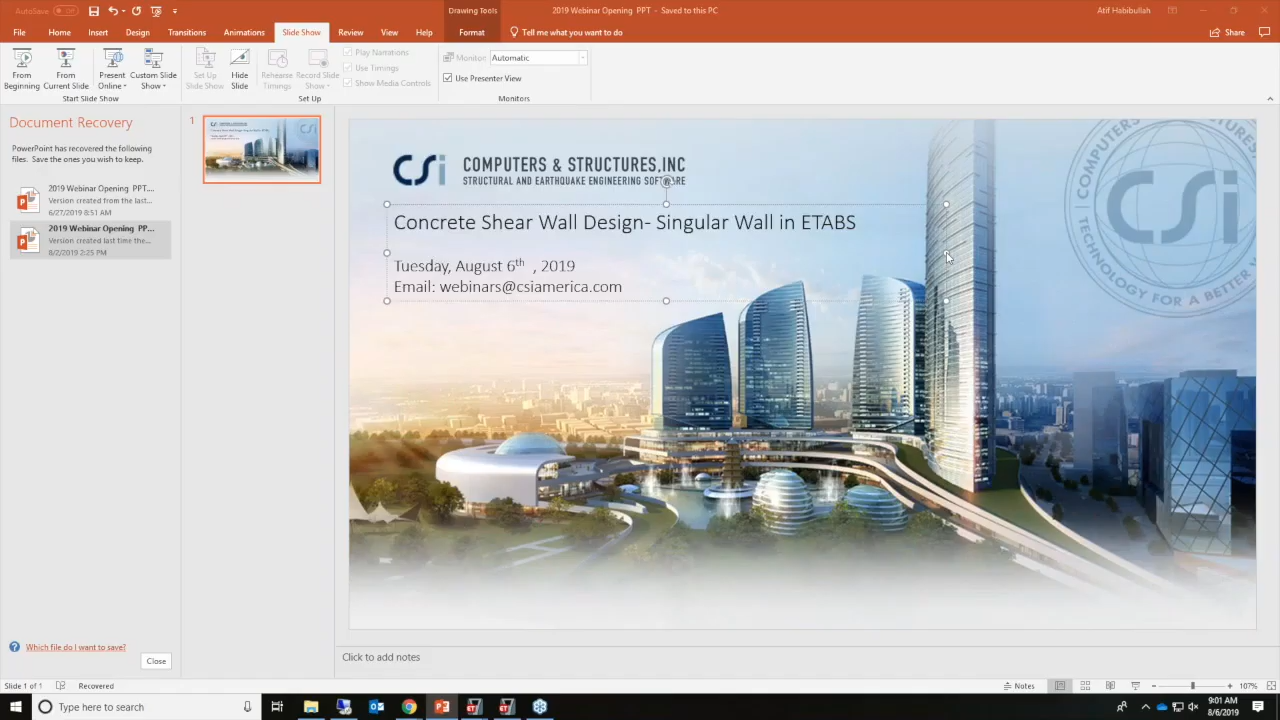 AutoSave
Off
Drawing Tools
2019 Webinar Opening PPT - Saved to this PC
Atif Habibullah
File
Home
Insert
Design
Transitions
Animations
Slide Show
Review
View
Help
Format
Tell me what you want to do
Share
From Beginning
From Current Slide
Present Online
Custom Slide Show
Set Up Slide Show
Hide Slide
Rehearse Timings
Record Slide Show
Play Narrations
Use Timings
Show Media Controls
Monitor:
Automatic
Use Presenter View
Start Slide Show
Set Up
Monitors
Document Recovery
PowerPoint has recovered the following
files. Save the ones you wish to keep.
2019 Webinar Opening PPT....
Version created from the last...
6/27/2019 8:51 AM
2019 Webinar Opening PP...
Version created last time the...
8/2/2019 2:25 PM
Which file do I want to save?
Close
1
CSi
COMPUTERS & STRUCTURES, INC
STRUCTURAL AND EARTHQUAKE ENGINEERING SOFTWARE
Concrete Shear Wall Design- Singular Wall in ETABS
Tuesday, August 6th , 2019
Email: webinars@csiamerica.com
CSi
Click to add notes
Slide 1 of 1
Recovered
Notes
107%
Type here to search
9:01 AM
8/6/2019